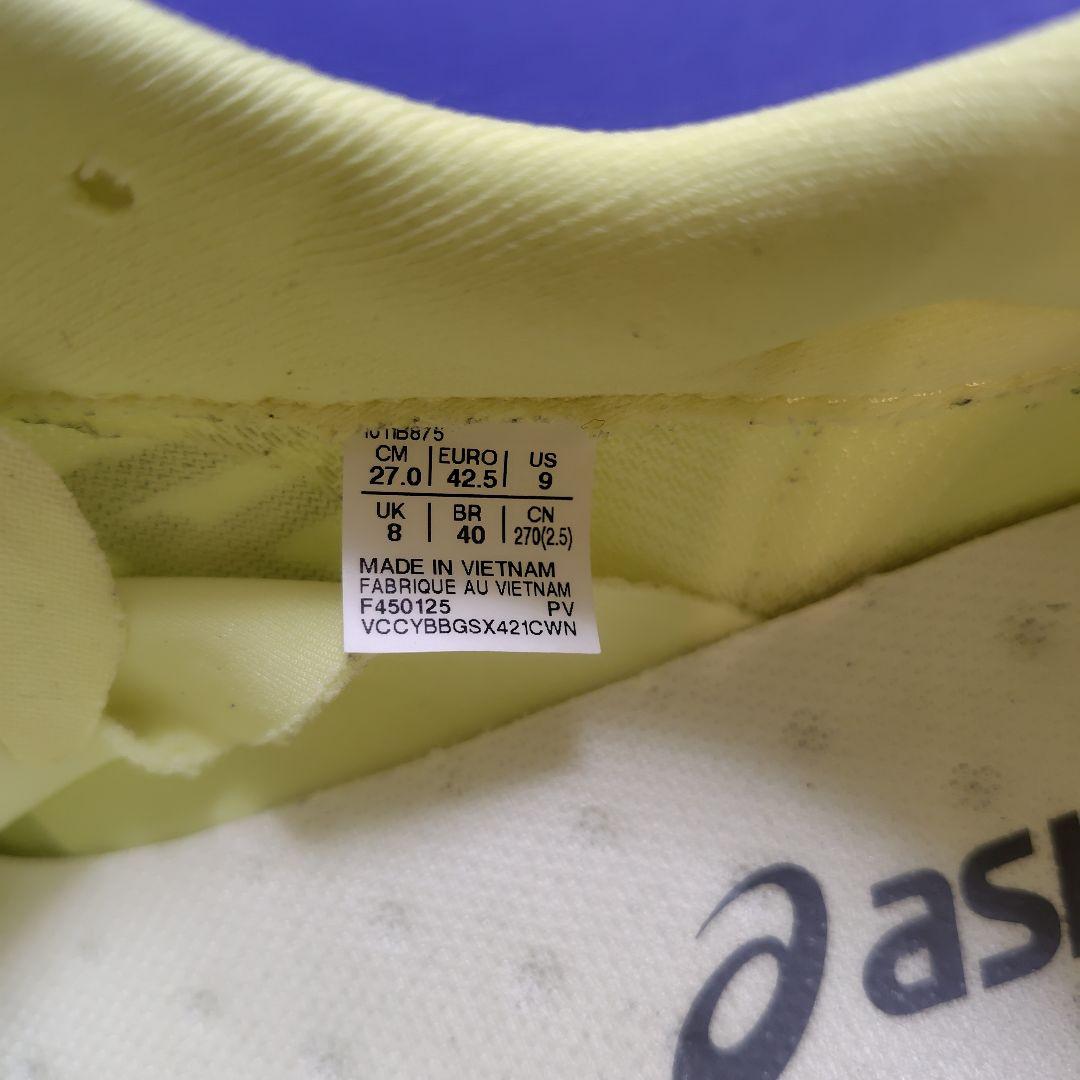 1011B875
CM EURO US
27.0 42.5 9
UK BR CN
8 40 270(2.5)
MADE IN VIETNAM
FABRIQUE AU VIETNAM
F450125 PV
VCCYBBGSX421CWN
as